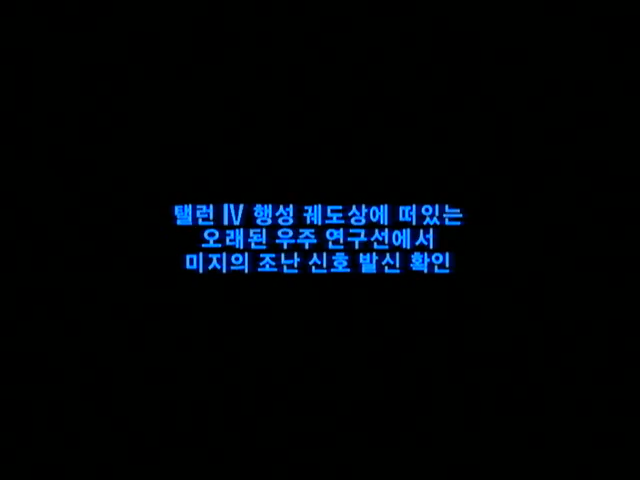 탤런 IV 행성 궤도상에 떠있는
오래된 우주 연구선에서
미지의 조난 신호 발신 확인